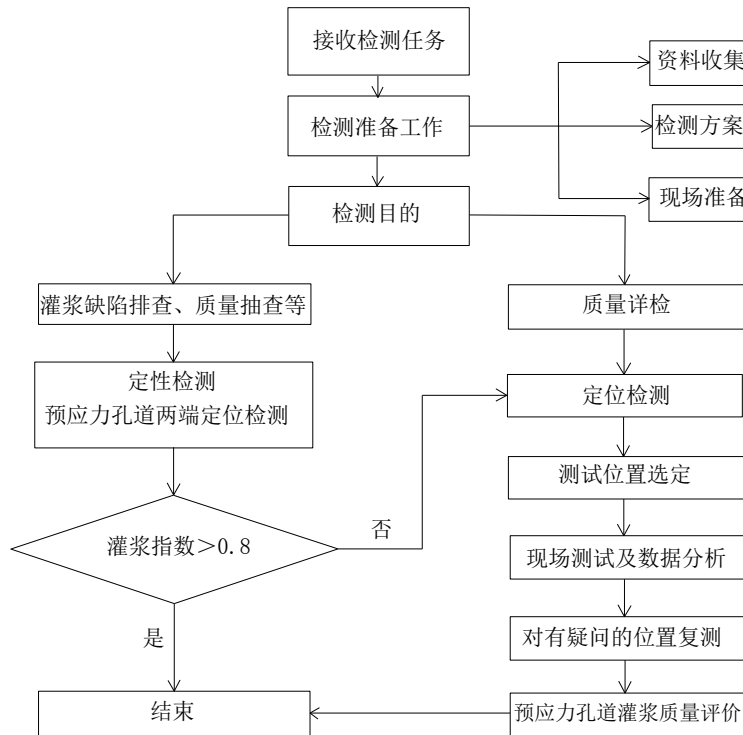 接收检测任务
资料收集
检测准备工作
检测方案
现场准备
检测目的
灌浆缺陷排查、质量抽查等
质量详检
定性检测
预应力孔道两端定位检测
定位检测
测试位置选定
灌浆指数＞0.8
否
现场测试及数据分析
是
对有疑问的位置复测
结束
预应力孔道灌浆质量评价